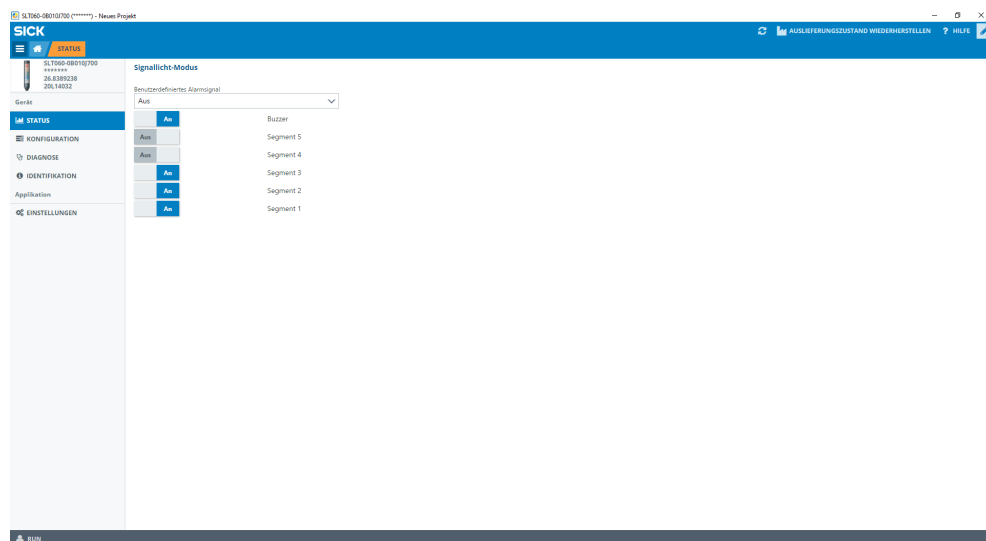 SLT060-0B010J700 (*******) - Neues Projekt
SICK
AUSLIEFERUNGSZUSTAND WIEDERHERSTELLEN ? HILFE
STATUS
SLT060-0B010J700
*******
26.8389238
20L14032
Signallicht-Modus
Benutzerdefiniertes Alarmsignal
Gerät
Aus
STATUS
An Buzzer
KONFIGURATION
Aus Segment 5
DIAGNOSE
Aus Segment 4
IDENTIFIKATION
An Segment 3
Applikation
An Segment 2
EINSTELLUNGEN
An Segment 1
RUN